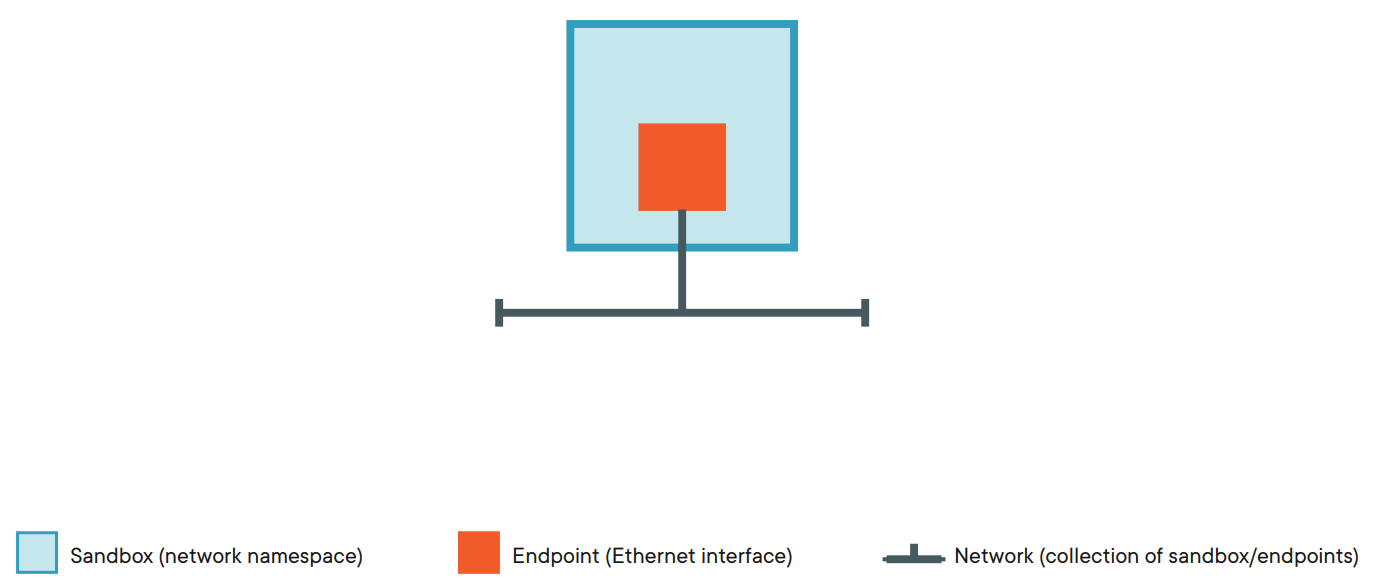 Sandbox (network namespace)
Endpoint (Ethernet interface)
Network (collection of sandbox/endpoints)